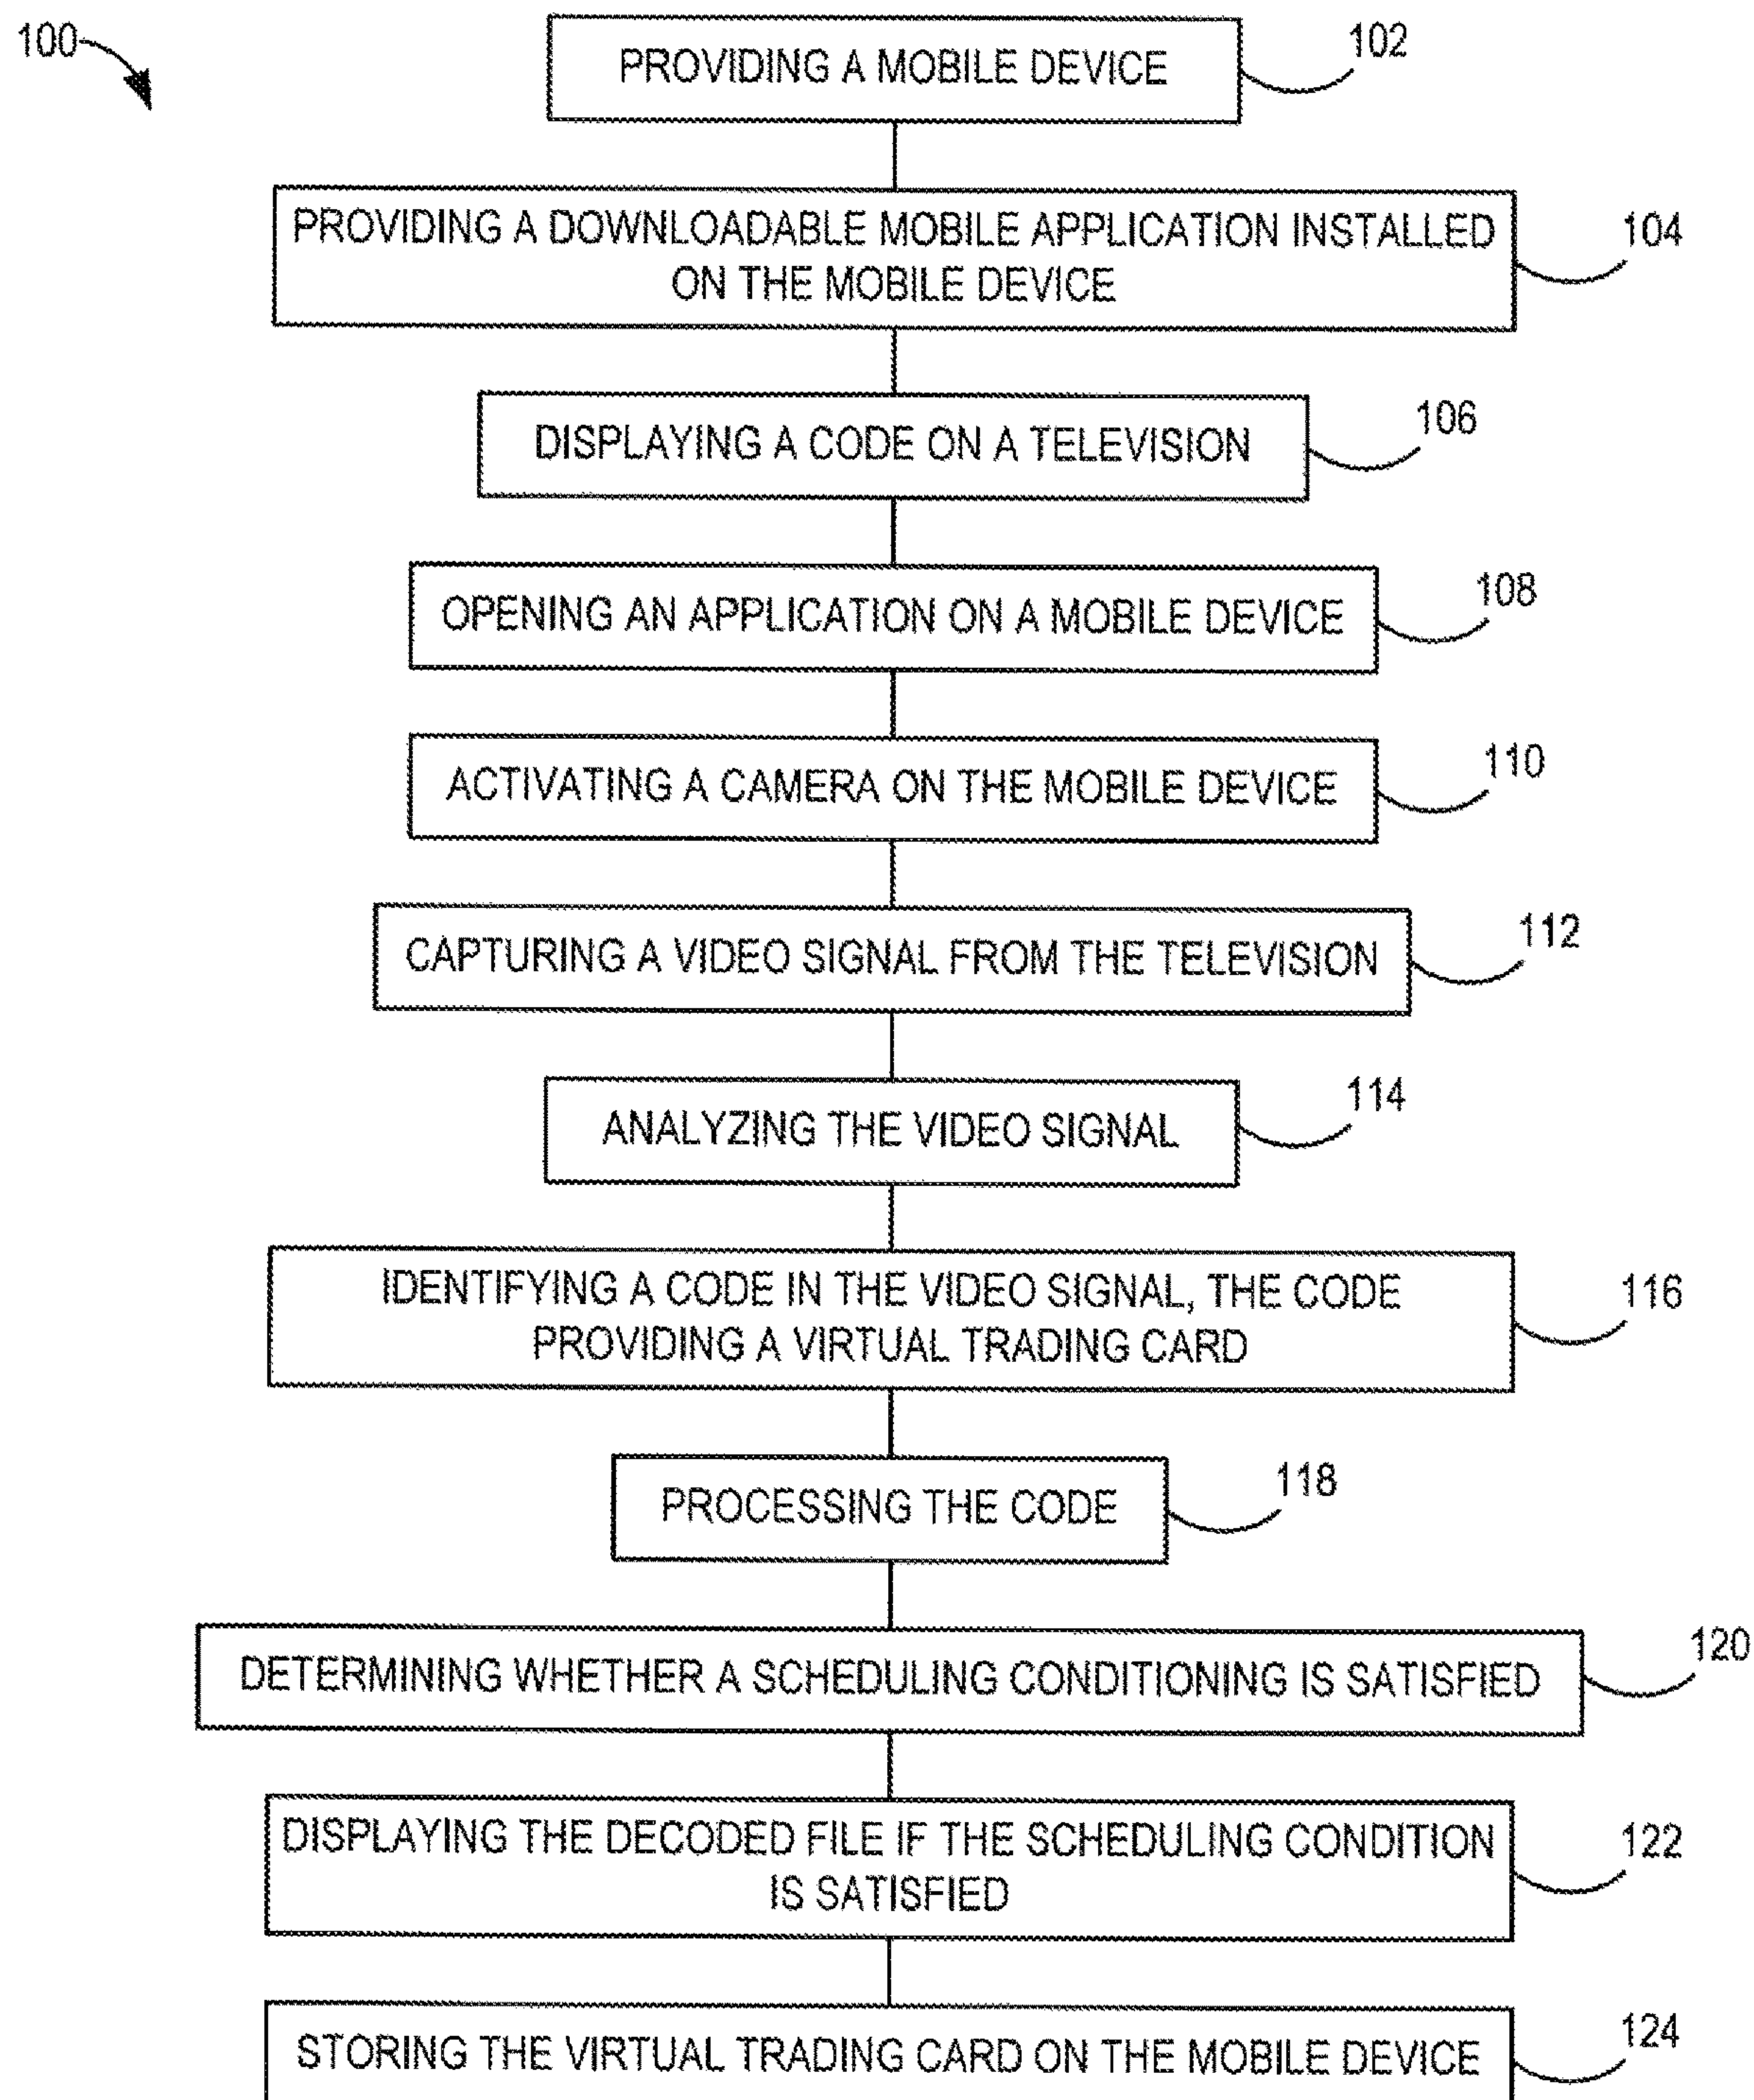 100
PROVIDING A MOBILE DEVICE
102
PROVIDING A DOWNLOADABLE MOBILE APPLICATION INSTALLED
ON THE MOBILE DEVICE
104
DISPLAYING A CODE ON A TELEVISION
106
OPENING AN APPLICATION ON A MOBILE DEVICE
108
ACTIVATING A CAMERA ON THE MOBILE DEVICE
110
CAPTURING A VIDEO SIGNAL FROM THE TELEVISION
112
ANALYZING THE VIDEO SIGNAL
114
IDENTIFYING A CODE IN THE VIDEO SIGNAL, THE CODE
PROVIDING A VIRTUAL TRADING CARD
116
PROCESSING THE CODE
118
DETERMINING WHETHER A SCHEDULING CONDITIONING IS SATISFIED
120
DISPLAYING THE DECODED FILE IF THE SCHEDULING CONDITION
IS SATISFIED
122
STORING THE VIRTUAL TRADING CARD ON THE MOBILE DEVICE
124